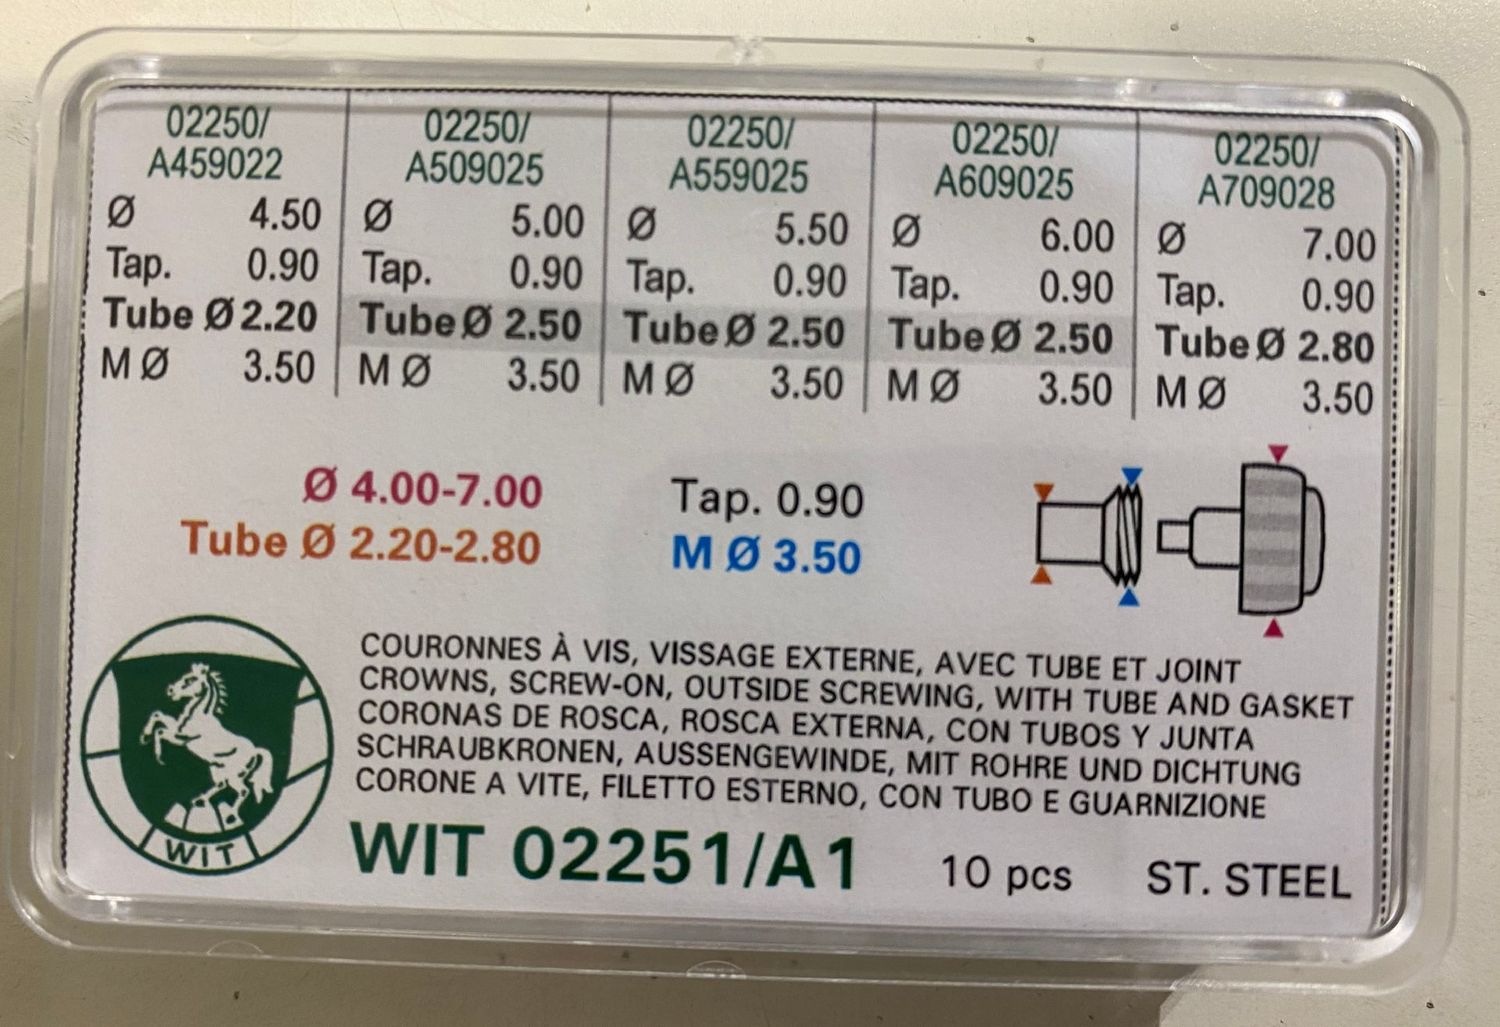 02250/
A459022
Ø 4.50
Tap. 0.90
Tube Ø 2.20
M Ø 3.50
02250/
A509025
Ø 5.00
Tap. 0.90
Tube Ø 2.50
M Ø 3.50
02250/
A559025
Ø 5.50
Tap. 0.90
Tube Ø 2.50
M Ø 3.50
02250/
A609025
Ø 6.00
Tap. 0.90
Tube Ø 2.50
M Ø 3.50
02250/
A709028
Ø 7.00
Tap. 0.90
Tube Ø 2.80
M Ø 3.50
Ø 4.00-7.00
Tube Ø 2.20-2.80
Tap. 0.90
M Ø 3.50
COURONNES À VIS, VISSAGE EXTERNE, AVEC TUBE ET JOINT
CROWNS, SCREW-ON, OUTSIDE SCREWING, WITH TUBE AND GASKET
CORONAS DE ROSCA, ROSCA EXTERNA, CON TUBOS Y JUNTA
SCHRAUBKRONEN, AUSSENGEWINDE, MIT ROHRE UND DICHTUNG
CORONE A VITE, FILETTO ESTERNO, CON TUBO E GUARNIZIONE
WIT
WIT 02251/A1 10 pcs ST. STEEL